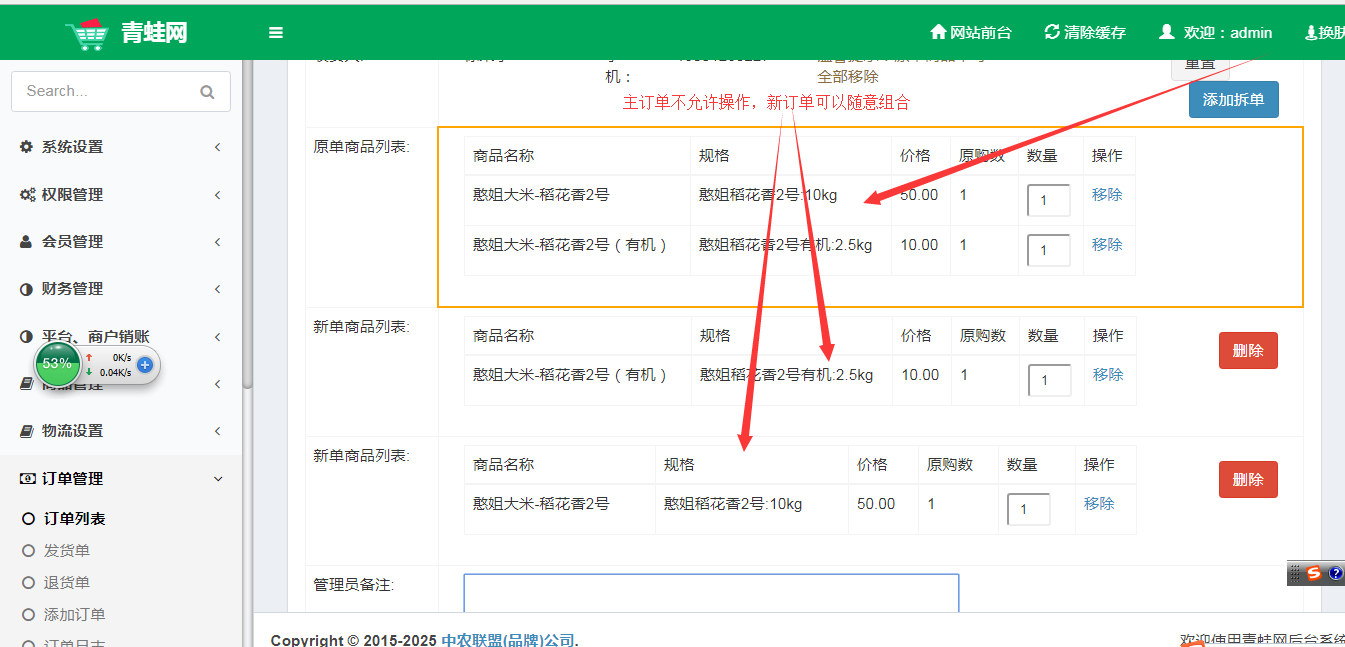 青蛙网
网站前台
清除缓存
欢迎：admin
换肤
Search...
机：
全部移除
重置
添加拆单
主订单不允许操作，新订单可以随意组合
系统设置
权限管理
会员管理
财务管理
平台、商户销账
53%
0K/s
0.04K/s
物流设置
订单管理
订单列表
发货单
退货单
添加订单
订单日志
原单商品列表:
商品名称 规格 价格 原购数 数量 操作
憨姐大米-稻花香2号 憨姐稻花香2号:10kg 50.00 1 1 移除
憨姐大米-稻花香2号（有机） 憨姐稻花香2号有机:2.5kg 10.00 1 1 移除
新单商品列表:
商品名称 规格 价格 原购数 数量 操作
憨姐大米-稻花香2号（有机） 憨姐稻花香2号有机:2.5kg 10.00 1 1 移除
删除
新单商品列表:
商品名称 规格 价格 原购数 数量 操作
憨姐大米-稻花香2号 憨姐稻花香2号:10kg 50.00 1 1 移除
删除
管理员备注:
Copyright © 2015-2025 中农联盟(品牌)公司.
欢迎使用青蛙网后台系统